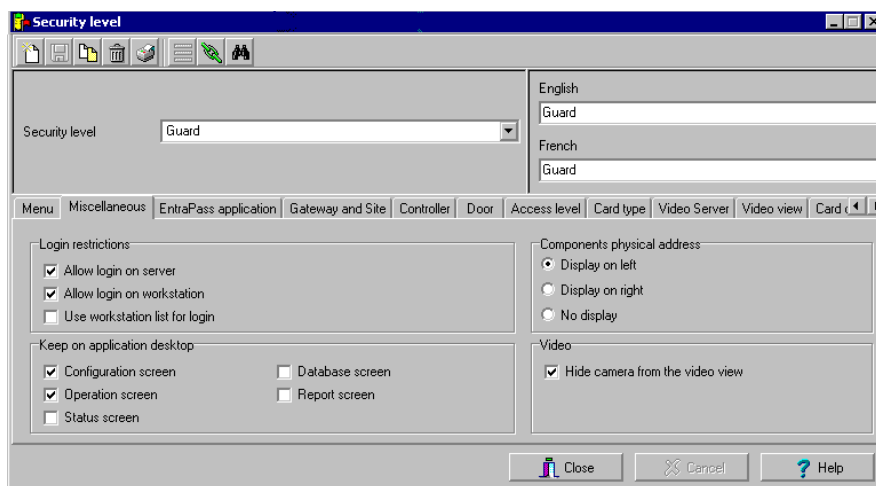 Security level
English
Guard
Security level
Guard
French
Guard
Menu
Miscellaneous
EntraPass application
Gateway and Site
Controller
Door
Access level
Card type
Video Server
Video view
Card
Login restrictions
Allow login on server
Allow login on workstation
Use workstation list for login
Components physical address
Display on left
Display on right
No display
Keep on application desktop
Configuration screen
Database screen
Operation screen
Report screen
Status screen
Video
Hide camera from the video view
Close
Cancel
Help